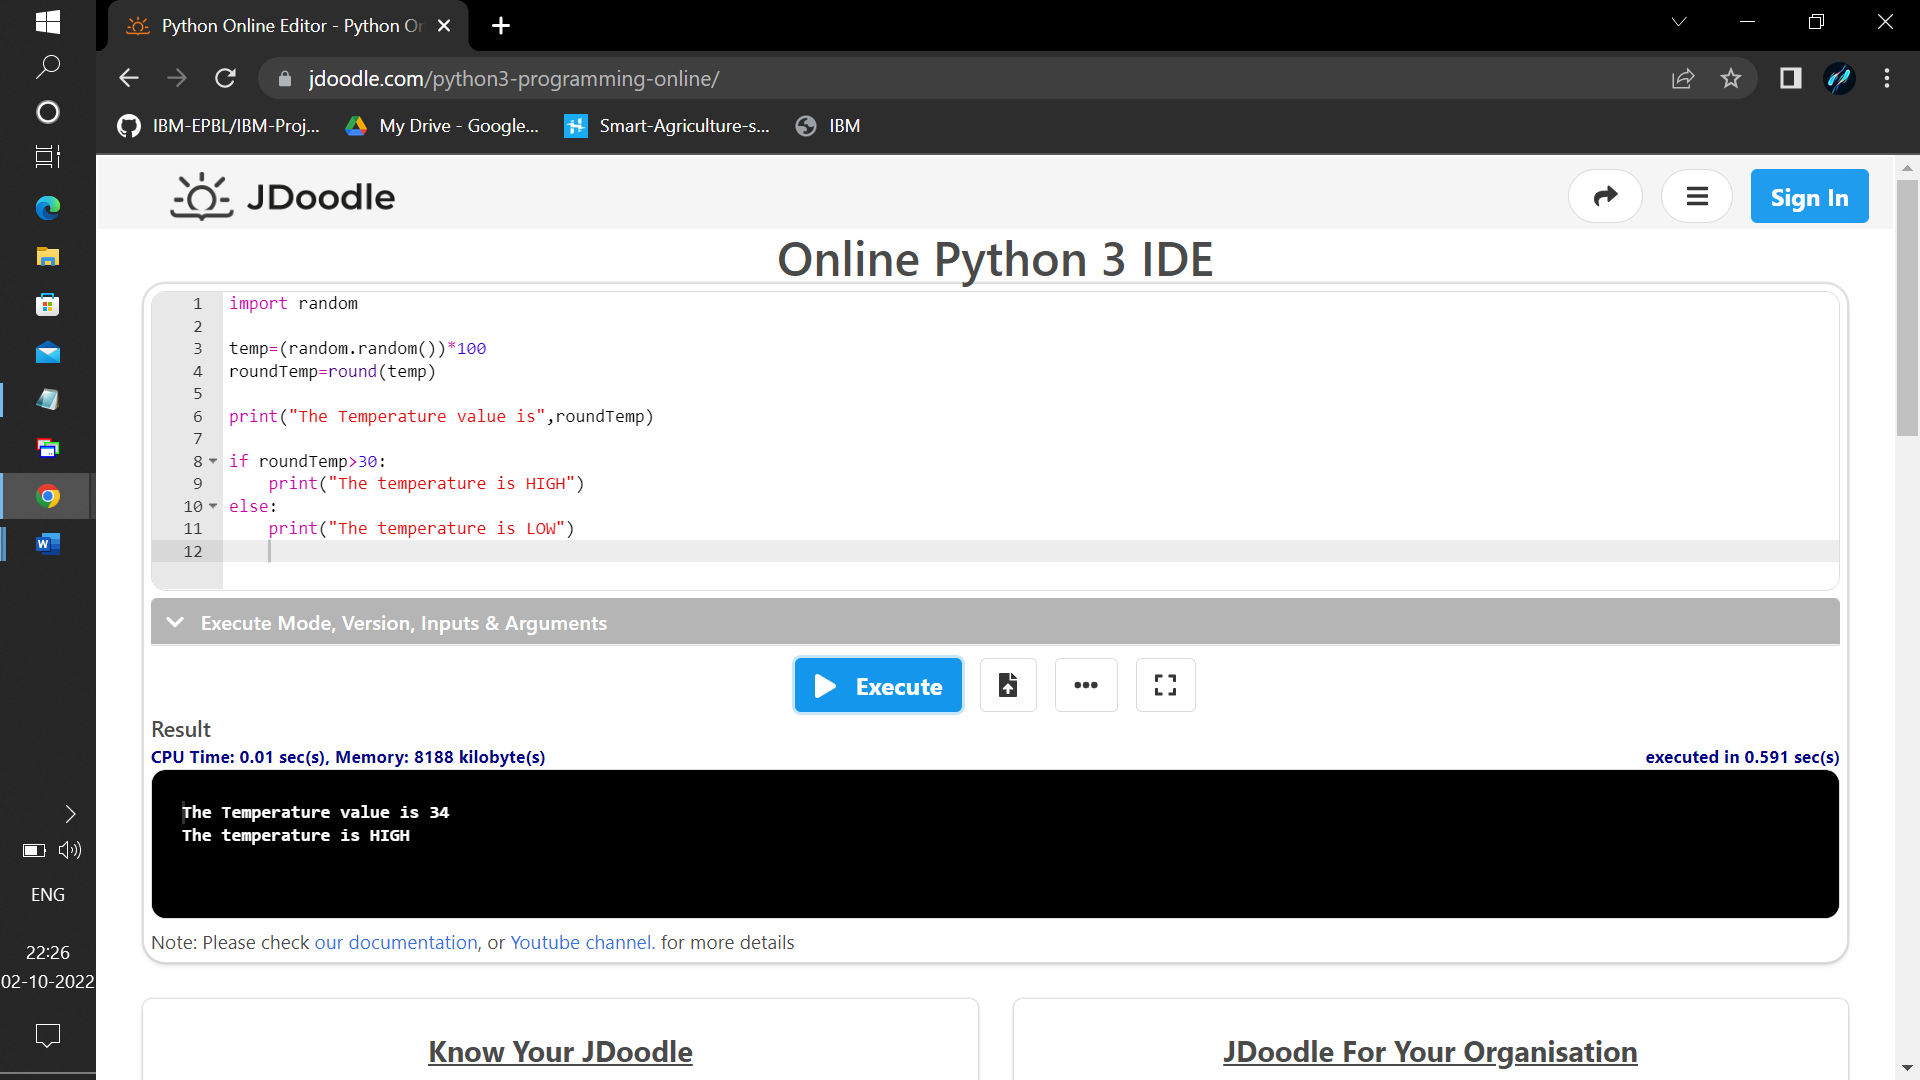 Python Online Editor - Python Or
jdoodle.com/python3-programming-online/
IBM-EPBL/IBM-Proj...
My Drive - Google...
Smart-Agriculture-s...
IBM
JDoodle
Sign In
Online Python 3 IDE
1 import random
2
3 temp=(random.random())*100
4 roundTemp=round(temp)
5
6 print("The Temperature value is",roundTemp)
7
8 if roundTemp>30:
9     print("The temperature is HIGH")
10 else:
11     print("The temperature is LOW")
12
Execute Mode, Version, Inputs & Arguments
Execute
Result
CPU Time: 0.01 sec(s), Memory: 8188 kilobyte(s)
executed in 0.591 sec(s)
The Temperature value is 34
The temperature is HIGH
Note: Please check our documentation, or Youtube channel. for more details
Know Your JDoodle
JDoodle For Your Organisation
W
ENG
22:26
02-10-2022